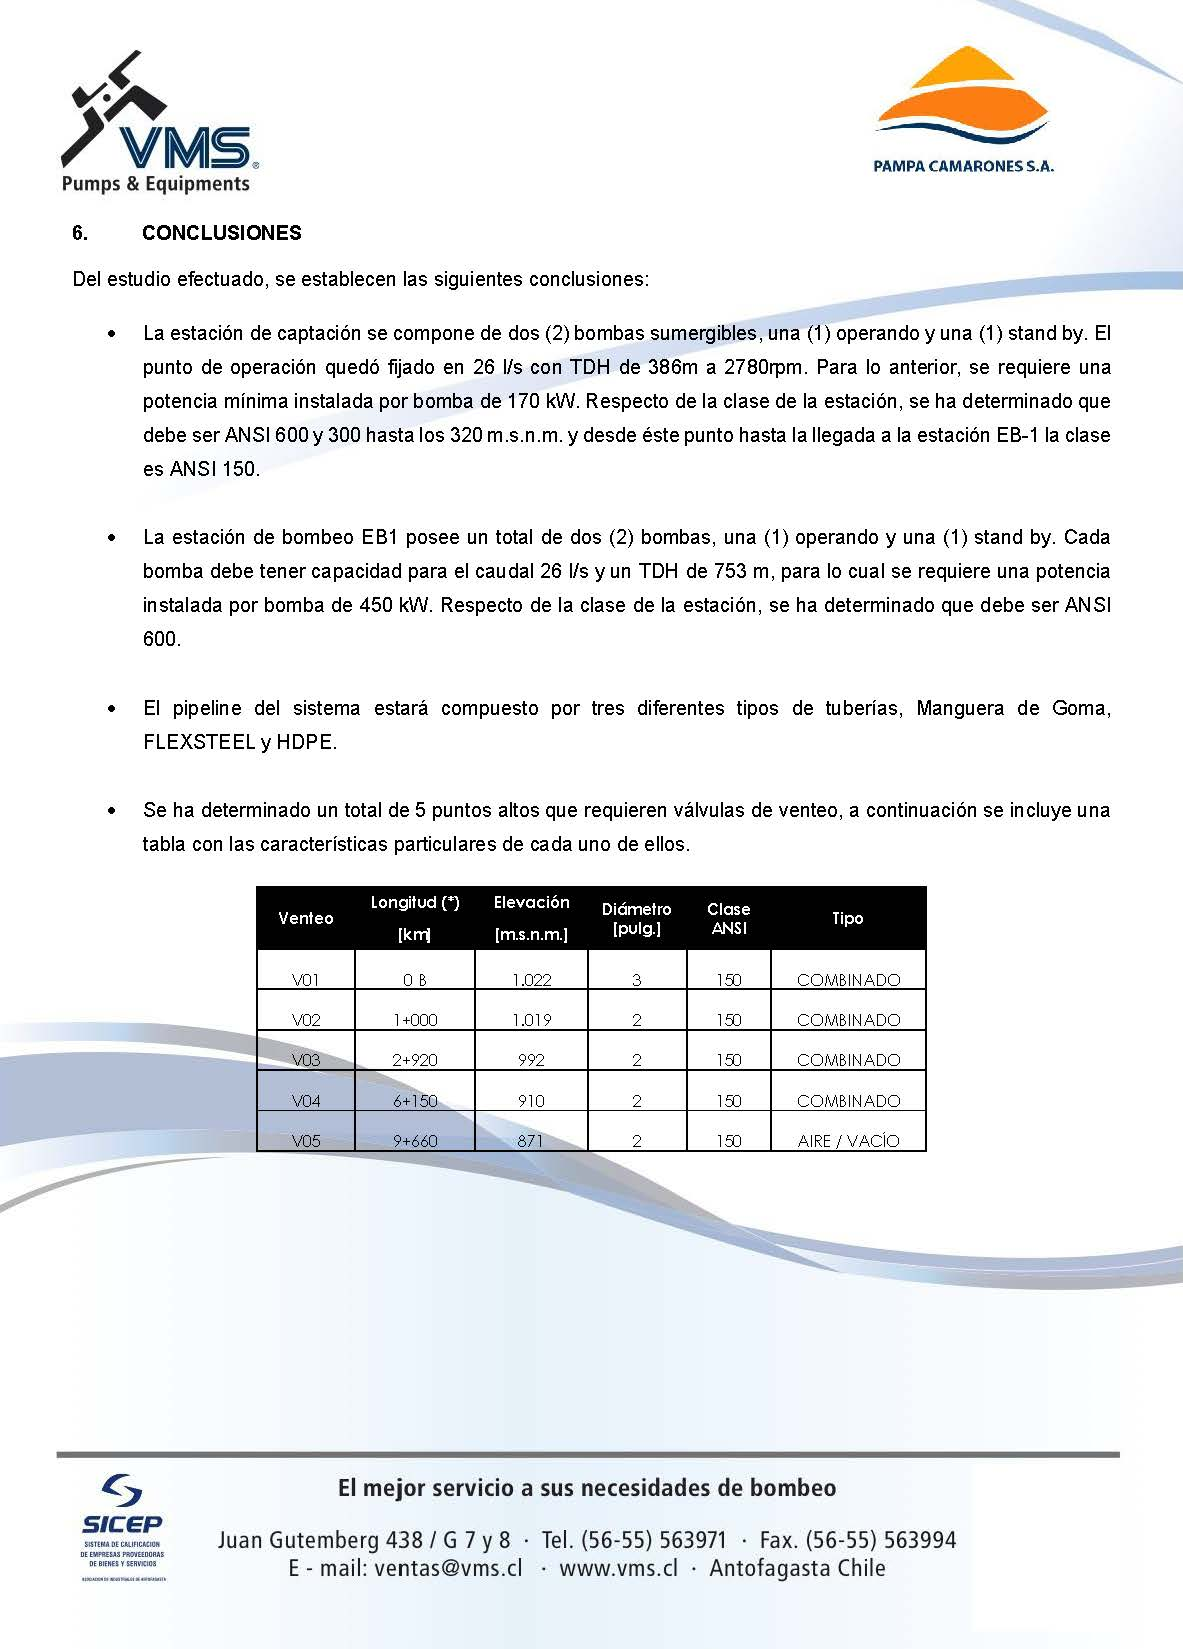 VMS®
Pumps & Equipments
PAMPA CAMARONES S.A.
6. CONCLUSIONES
Del estudio efectuado, se establecen las siguientes conclusiones:
• La estación de captación se compone de dos (2) bombas sumergibles, una (1) operando y una (1) stand by. El
punto de operación quedó fijado en 26 l/s con TDH de 386m a 2780rpm. Para lo anterior, se requiere una
potencia mínima instalada por bomba de 170 kW. Respecto de la clase de la estación, se ha determinado que
debe ser ANSI 600 y 300 hasta los 320 m.s.n.m. y desde éste punto hasta la llegada a la estación EB-1 la clase
es ANSI 150.
• La estación de bombeo EB1 posee un total de dos (2) bombas, una (1) operando y una (1) stand by. Cada
bomba debe tener capacidad para el caudal 26 l/s y un TDH de 753 m, para lo cual se requiere una potencia
instalada por bomba de 450 kW. Respecto de la clase de la estación, se ha determinado que debe ser ANSI
600.
• El pipeline del sistema estará compuesto por tres diferentes tipos de tuberías, Manguera de Goma,
FLEXSTEEL y HDPE.
• Se ha determinado un total de 5 puntos altos que requieren válvulas de venteo, a continuación se incluye una
tabla con las características particulares de cada uno de ellos.
Venteo Longitud (*) [km] Elevación [m.s.n.m.] Diámetro [pulg.] Clase ANSI Tipo
V01 0 B 1.022 3 150 COMBINADO
V02 1+000 1.019 2 150 COMBINADO
V03 2+920 992 2 150 COMBINADO
V04 6+150 910 2 150 COMBINADO
V05 9+660 871 2 150 AIRE / VACÍO
SICEP
SISTEMA DE CALIFICACION
DE EMPRESAS PROVEEDORAS
DE BIENES Y SERVICIOS
ASOCIACION DE INDUSTRIALES DE ANTOFAGASTA
El mejor servicio a sus necesidades de bombeo
Juan Gutemberg 438 / G 7 y 8 · Tel. (56-55) 563971 · Fax. (56-55) 563994
E - mail: ventas@vms.cl · www.vms.cl · Antofagasta Chile